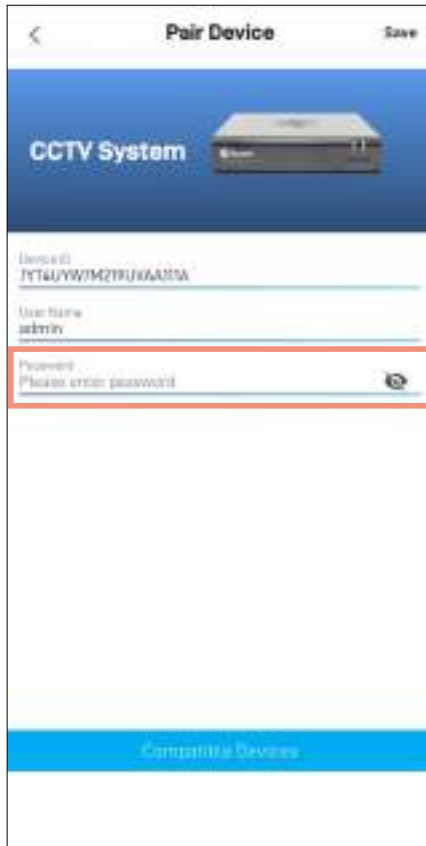 Pair Device Save
CCTV System
Device ID
User Name
admin
Password
Please enter password
Compatible Devices